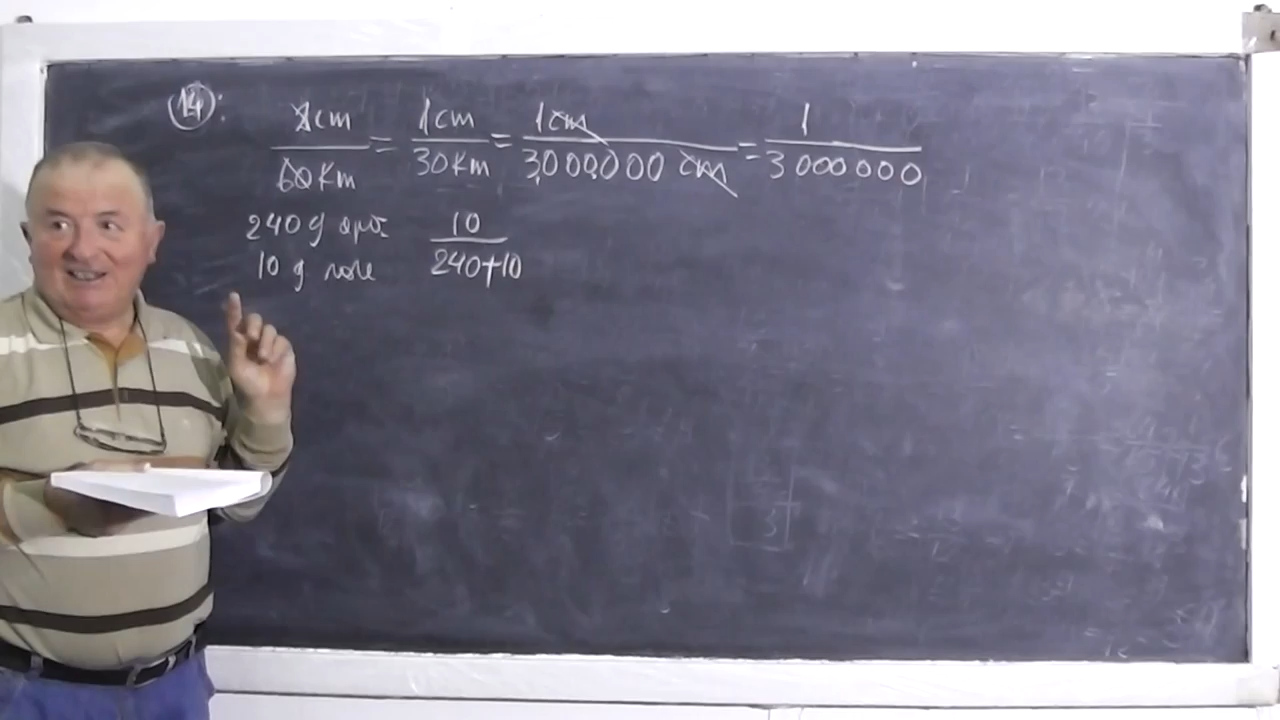 14:
2cm/60km = 1cm/30km = 1cm/3000000 cm = 1/3000000
240 g apă 10/(240+10)
10 g sare